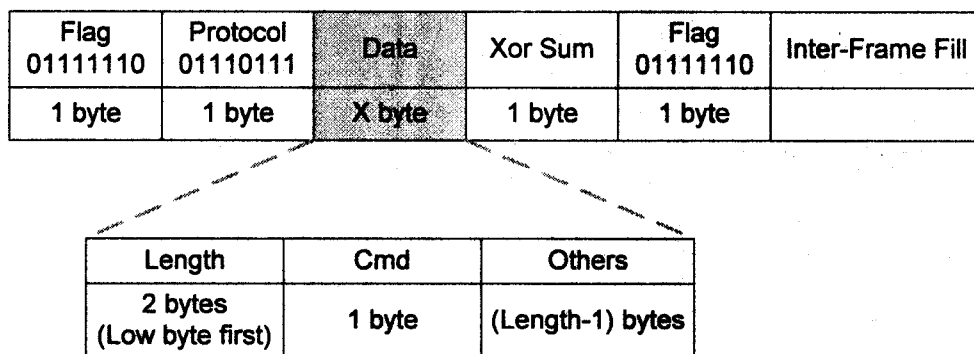 Flag
01111110
Protocol
01110111
Data
Xor Sum
Flag
01111110
Inter-Frame Fill
1 byte
1 byte
X byte
1 byte
1 byte
Length
Cmd
Others
2 bytes
(Low byte first)
1 byte
(Length-1) bytes